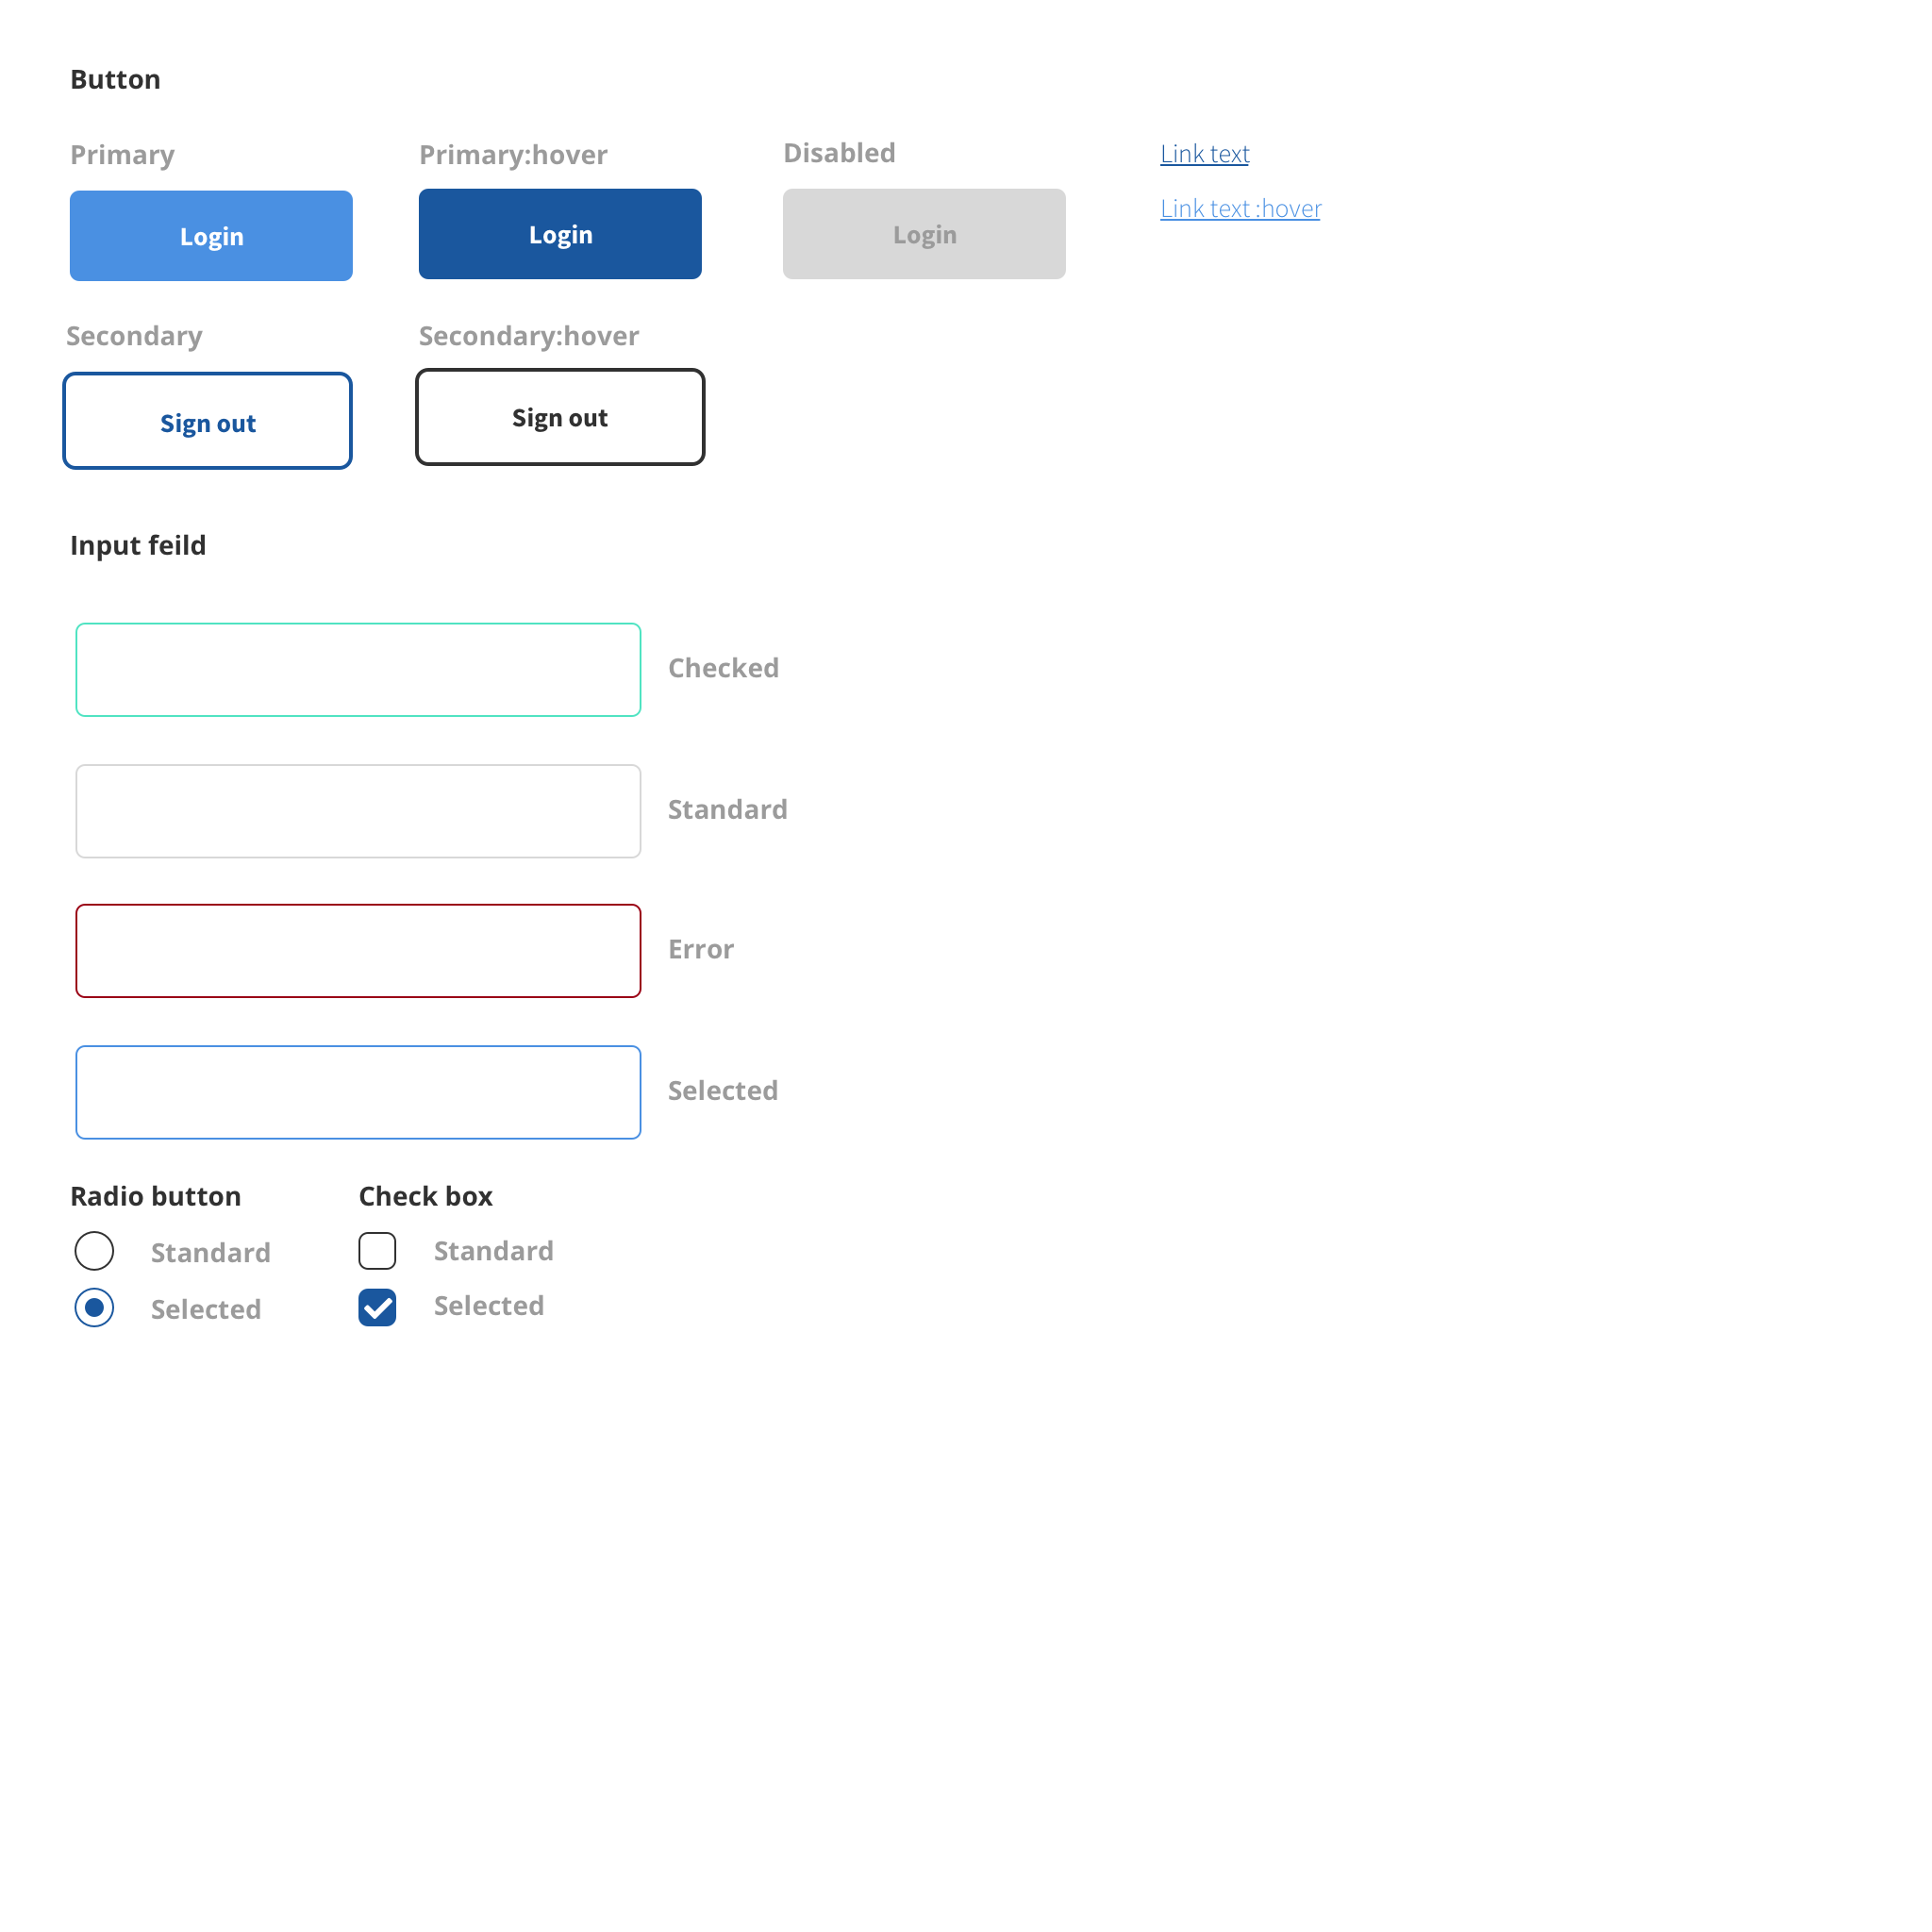 Button
Primary
Primary:hover
Disabled
Link text
Link text :hover
Login
Login
Login
Secondary
Secondary:hover
Sign out
Sign out
Input feild
Checked
Standard
Error
Selected
Radio button
Check box
Standard
Standard
Selected
Selected